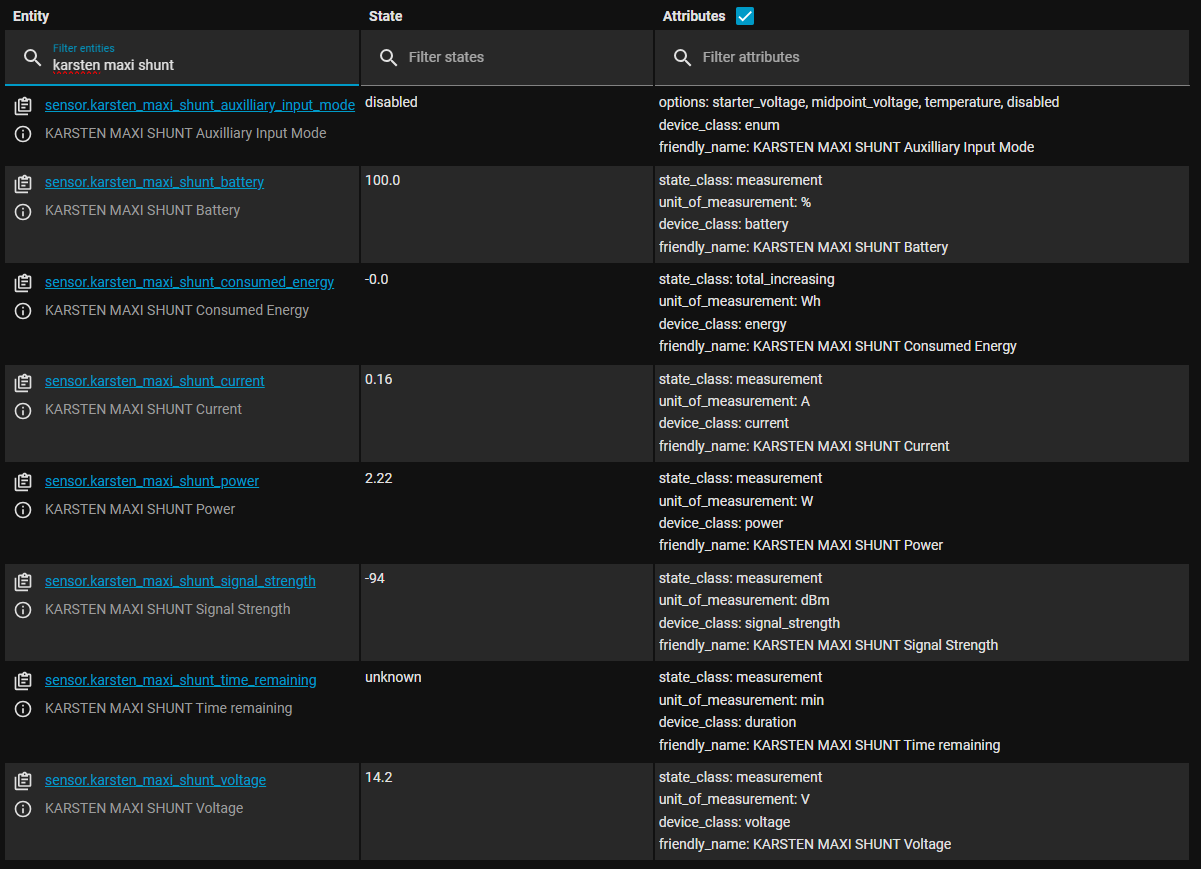 Entity State Attributes
Filter entities
karsten maxi shunt Filter states Filter attributes
sensor.karsten_maxi_shunt_auxilliary_input_mode disabled options: starter_voltage, midpoint_voltage, temperature, disabled
device_class: enum
KARSTEN MAXI SHUNT Auxilliary Input Mode friendly_name: KARSTEN MAXI SHUNT Auxilliary Input Mode
sensor.karsten_maxi_shunt_battery 100.0 state_class: measurement
unit_of_measurement: %
KARSTEN MAXI SHUNT Battery device_class: battery
friendly_name: KARSTEN MAXI SHUNT Battery
sensor.karsten_maxi_shunt_consumed_energy -0.0 state_class: total_increasing
unit_of_measurement: Wh
KARSTEN MAXI SHUNT Consumed Energy device_class: energy
friendly_name: KARSTEN MAXI SHUNT Consumed Energy
sensor.karsten_maxi_shunt_current 0.16 state_class: measurement
unit_of_measurement: A
KARSTEN MAXI SHUNT Current device_class: current
friendly_name: KARSTEN MAXI SHUNT Current
sensor.karsten_maxi_shunt_power 2.22 state_class: measurement
unit_of_measurement: W
KARSTEN MAXI SHUNT Power device_class: power
friendly_name: KARSTEN MAXI SHUNT Power
sensor.karsten_maxi_shunt_signal_strength -94 state_class: measurement
unit_of_measurement: dBm
KARSTEN MAXI SHUNT Signal Strength device_class: signal_strength
friendly_name: KARSTEN MAXI SHUNT Signal Strength
sensor.karsten_maxi_shunt_time_remaining unknown state_class: measurement
unit_of_measurement: min
KARSTEN MAXI SHUNT Time remaining device_class: duration
friendly_name: KARSTEN MAXI SHUNT Time remaining
sensor.karsten_maxi_shunt_voltage 14.2 state_class: measurement
unit_of_measurement: V
KARSTEN MAXI SHUNT Voltage device_class: voltage
friendly_name: KARSTEN MAXI SHUNT Voltage